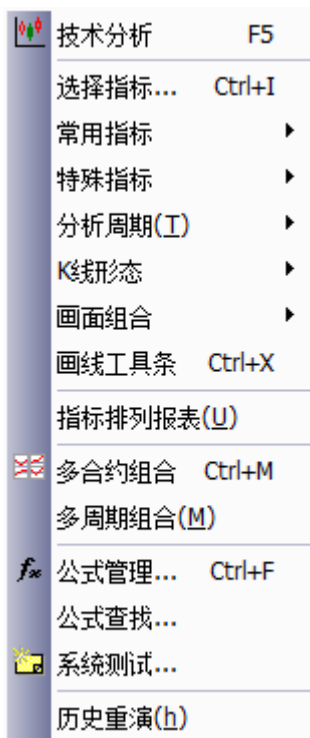 技术分析 F5
选择指标... Ctrl+I
常用指标
特殊指标
分析周期(T)
K线形态
画面组合
画线工具条 Ctrl+X
指标排列报表(U)
多合约组合 Ctrl+M
多周期组合(M)
fx 公式管理... Ctrl+F
公式查找...
系统测试...
历史重演(h)